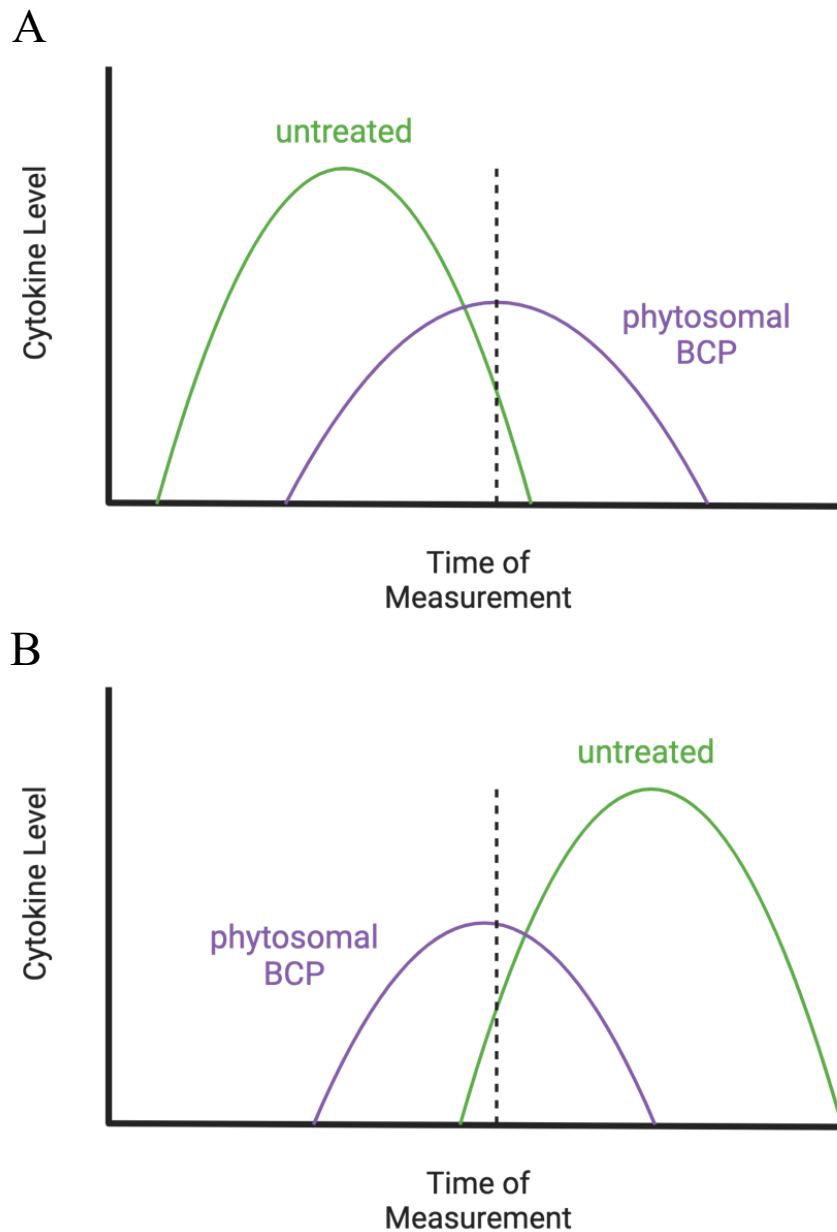 A
untreated
Cytokine Level
phytosomal
BCP
Time of
Measurement
B
untreated
Cytokine Level
phytosomal
BCP
Time of
Measurement